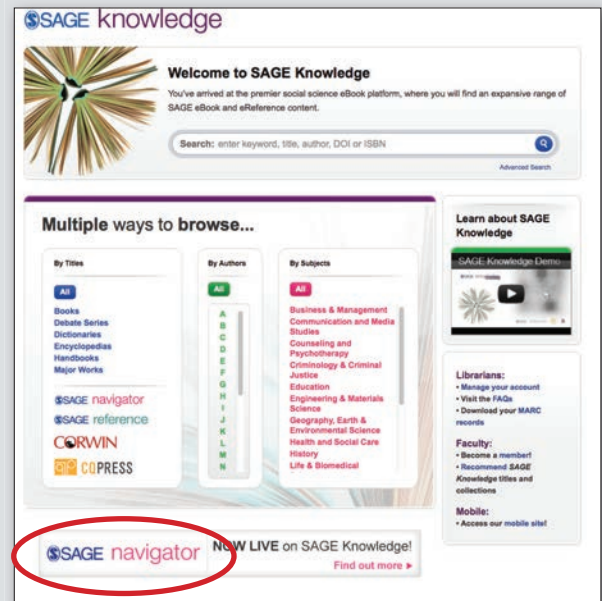 SAGE knowledge
Welcome to SAGE Knowledge
You've arrived at the premier social science eBook platform, where you will find an expansive range of
SAGE eBook and eReference content.
Search: enter keyword, title, author, DOI or ISBN
Advanced Search
Multiple ways to browse...
By Titles
All
Books
Debate Series
Dictionaries
Encyclopedias
Handbooks
Major Works
SAGE navigator
SAGE reference
CORWIN
CQPRESS
By Authors
All
A
B
C
D
E
F
G
H
I
J
K
L
M
N
By Subjects
All
Business & Management
Communication and Media
Studies
Counseling and
Psychotherapy
Criminology & Criminal
Justice
Education
Engineering & Materials
Science
Geography, Earth &
Environmental Science
Health and Social Care
History
Life & Biomedical
Learn about SAGE
Knowledge
SAGE Knowledge Demo
Librarians:
• Manage your account
• Visit the FAQs
• Download your MARC
records
Faculty:
• Become a member!
• Recommend SAGE
Knowledge titles and
collections
Mobile:
• Access our mobile site!
SAGE navigator
NOW LIVE on SAGE Knowledge!
Find out more